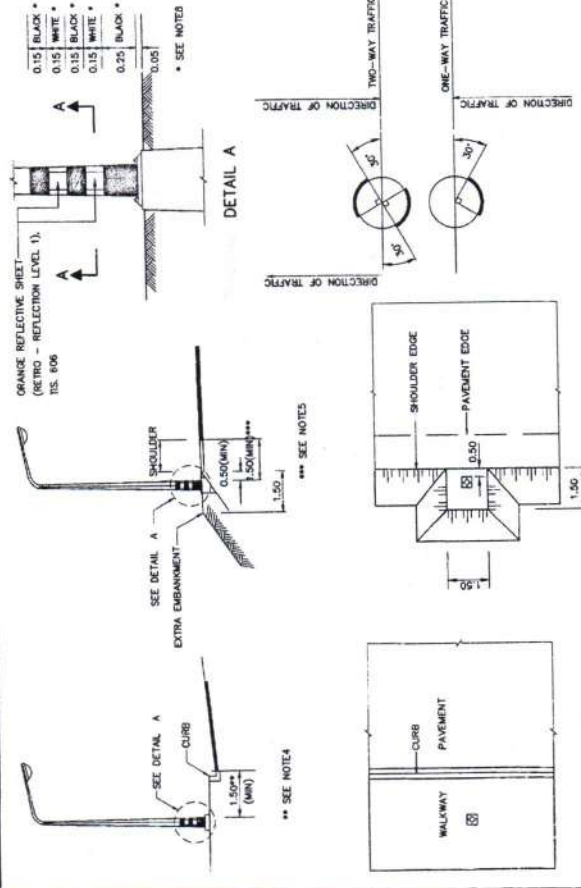 0.15 BLACK *
0.15 WHITE *
0.15 BLACK *
0.15 WHITE *
0.25 BLACK *
0.05
* SEE NOTE8
ORANGE REFLECTIVE SHEET
(RETRO - REFLECTION LEVEL 1),
TIS. 606
A
A
DETAIL A
SHOULDER
SEE DETAIL A
EXTRA EMBANKMENT
0.50(MIN)
1.50(MIN)***
1.50
*** SEE NOTE5
SEE DETAIL A
CURB
1.50**
(MIN)
** SEE NOTE4
DIRECTION OF TRAFFIC
TWO-WAY TRAFFIC
30°
30°
DIRECTION OF TRAFFIC
ONE-WAY TRAFFIC
30°
DIRECTION OF TRAFFIC
SHOULDER EDGE
PAVEMENT EDGE
0.50
1.50
1.50
WALKWAY
CURB
PAVEMENT